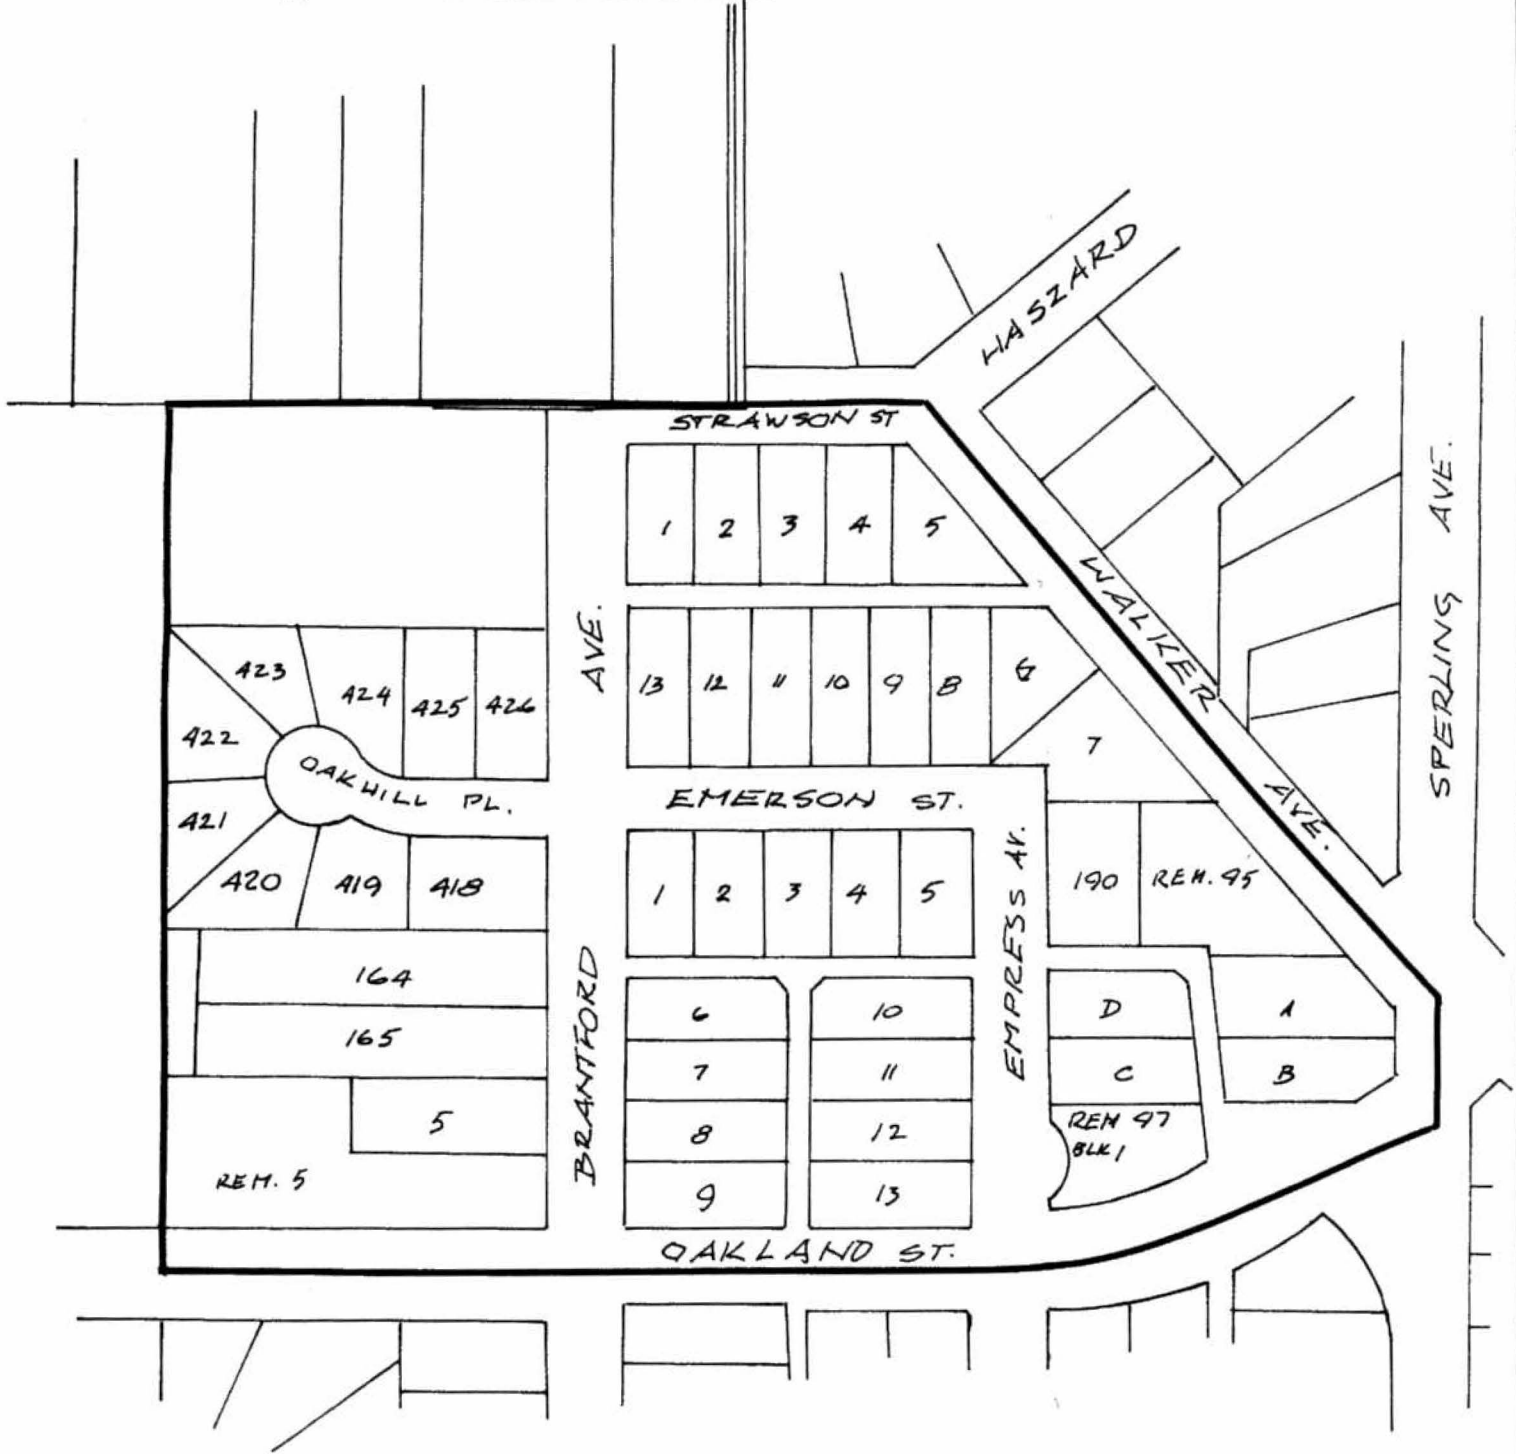 HASZARD
STRAWSON ST
1 2 3 4 5
WALKER AVE.
SPERLING AVE.
BRANTFORD AVE.
423 424 425 426
422
421
420 419 418
OAKHILL PL.
13 12 11 10 9 8 6
7
EMERSON ST.
1 2 3 4 5
EMPRESS AV.
190 REM. 95
164
165
5
REM. 5
6 10
7 11
8 12
9 13
D A
C B
REM 97
BLK 1
OAKLAND ST.